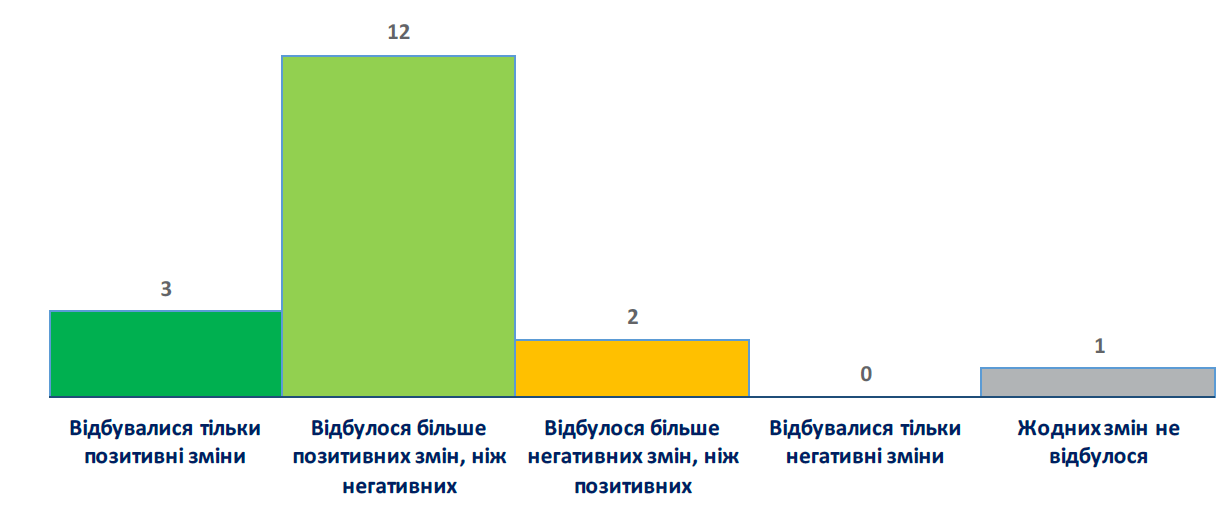 12
3
2
1
0
Відбувалися тільки
позитивні зміни
Відбулося більше
позитивних змін, ніж
негативних
Відбулося більше
негативних змін, ніж
позитивних
Відбувалися тільки
негативні зміни
Жодних змін не
відбулося